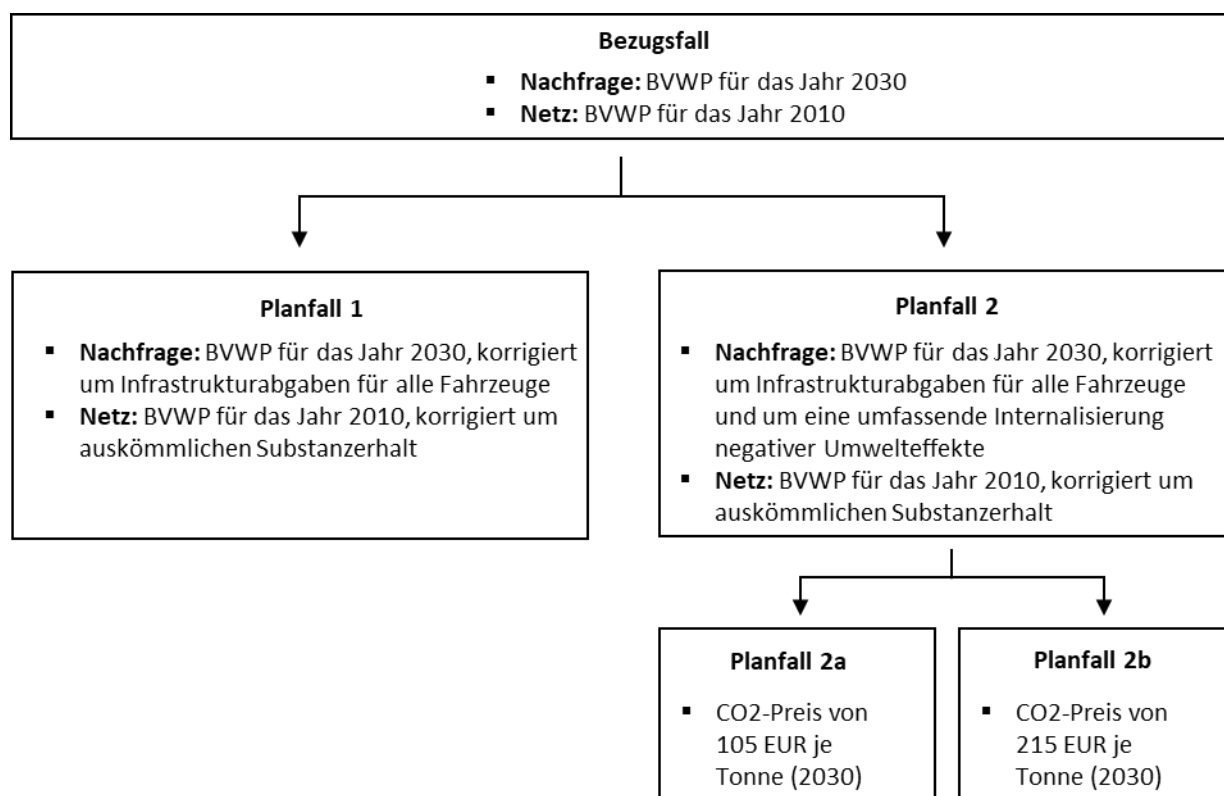 Bezugsfall
▪ Nachfrage: BVWP für das Jahr 2030
▪ Netz: BVWP für das Jahr 2010
Planfall 1
▪ Nachfrage: BVWP für das Jahr 2030, korrigiert
um Infrastrukturabgaben für alle Fahrzeuge
▪ Netz: BVWP für das Jahr 2010, korrigiert um
auskömmlichen Substanzerhalt
Planfall 2
▪ Nachfrage: BVWP für das Jahr 2030, korrigiert
um Infrastrukturabgaben für alle Fahrzeuge
und um eine umfassende Internalisierung
negativer Umwelteffekte
▪ Netz: BVWP für das Jahr 2010, korrigiert um
auskömmlichen Substanzerhalt
Planfall 2a
▪ CO2-Preis von
105 EUR je
Tonne (2030)
Planfall 2b
▪ CO2-Preis von
215 EUR je
Tonne (2030)